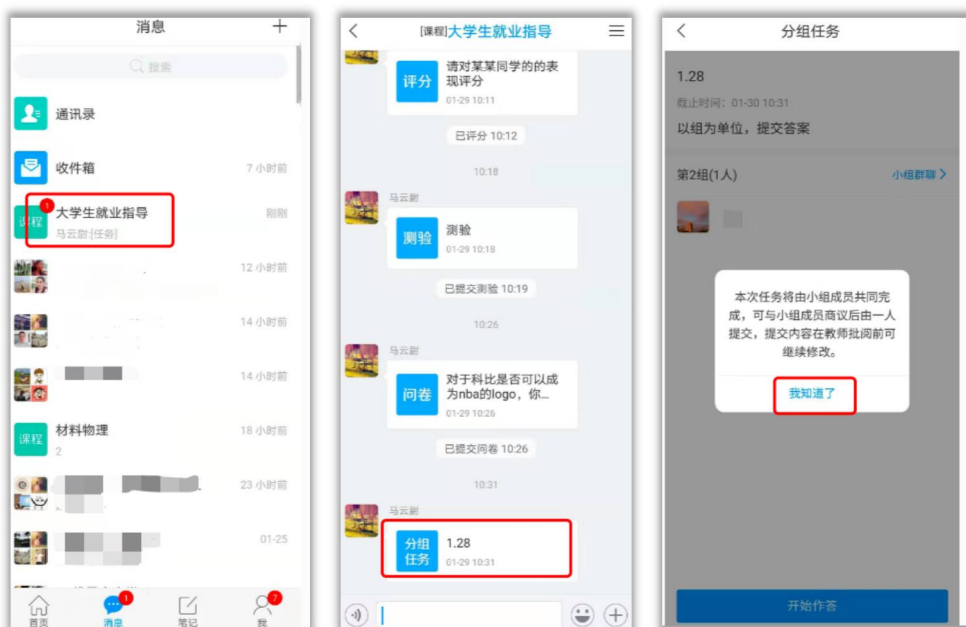 消息
搜索
通讯录
收件箱
7 小时前
课程
1
大学生就业指导
刚刚
马云尉:[任务]
12 小时前
14 小时前
14 小时前
课程
材料物理
18 小时前
2
23 小时前
01-25
首页
消息
1
笔记
我
7
[课程]大学生就业指导
评分
请对某某同学的的表
现评分
01-29 10:11
已评分 10:12
10:18
马云尉
测验
测验
01-29 10:18
已提交测验 10:19
10:26
马云尉
问卷
对于科比是否可以成
为nba的logo，你...
01-29 10:26
已提交问卷 10:26
10:31
马云尉
分组
任务
1.28
01-29 10:31
分组任务
1.28
截止时间：01-30 10:31
以组为单位，提交答案
第2组(1人)
小组群聊
本次任务将由小组成员共同完
成，可与小组成员商议后由一人
提交，提交内容在教师批阅前可
继续修改。
我知道了
开始作答